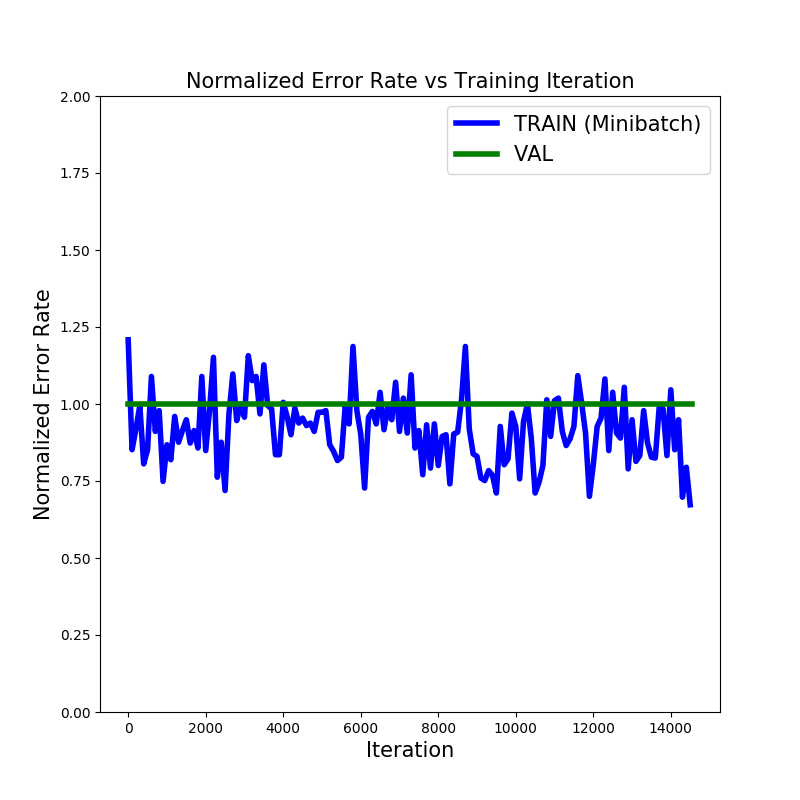 Normalized Error Rate vs Training Iteration
2.00
1.75
1.50
1.25
1.00
0.75
0.50
0.25
0.00
Normalized Error Rate
TRAIN (Minibatch)
VAL
0 2000 4000 6000 8000 10000 12000 14000
Iteration